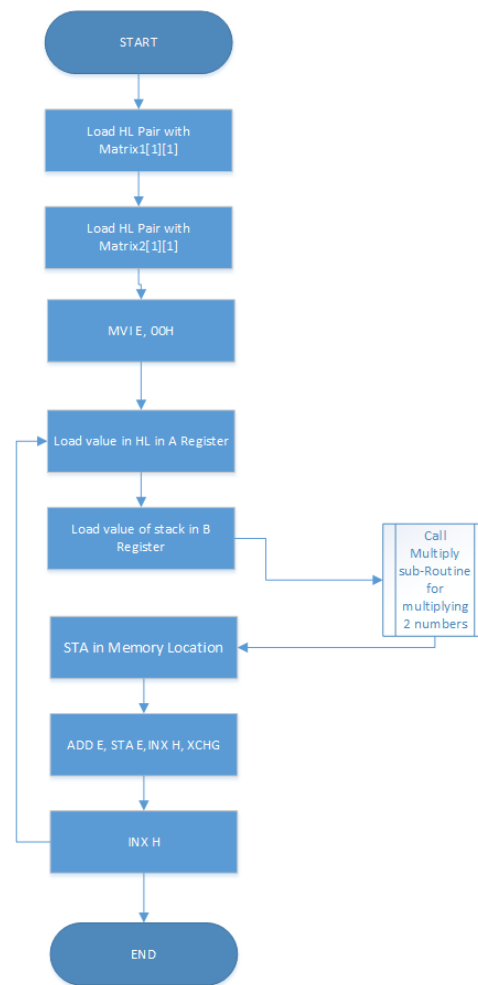 START
Load HL Pair with
Matrix1[1][1]
Load HL Pair with
Matrix2[1][1]
MVI E, 00H
Load value in HL in A Register
Load value of stack in B
Register
Call
Multiply
sub-Routine
for
multiplying
2 numbers
STA in Memory Location
ADD E, STA E,INX H, XCHG
INX H
END